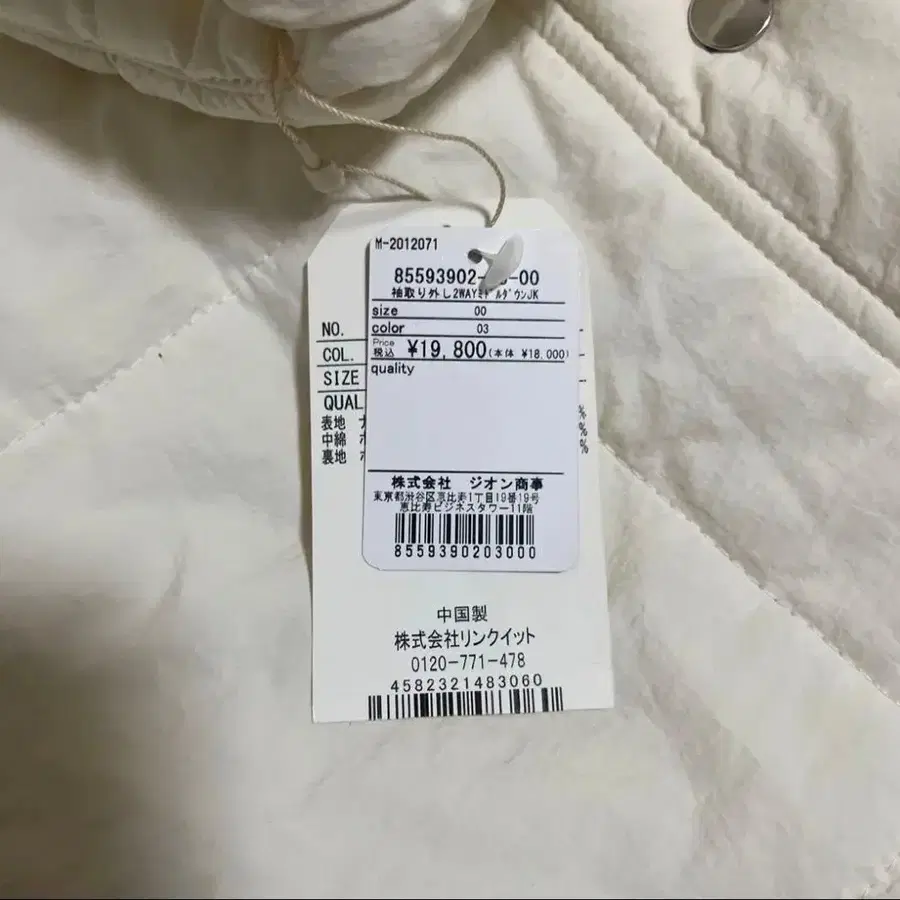 M-2012071
85593902-
-00
袖取り外し2WAYミドルダウンJK
size 00
color 03
Price
税込 ¥19,800(本体 ¥18,000)
quality
株式会社 ジオン商事
東京都渋谷区恵比寿1丁目19番19号
恵比寿ビジネスタワー11階
8559390203000
NO.
COL.
SIZE
QUAL
表地
中綿
裏地
%
%
%
中国製
株式会社リンクイット
0120-771-478
4582321483060